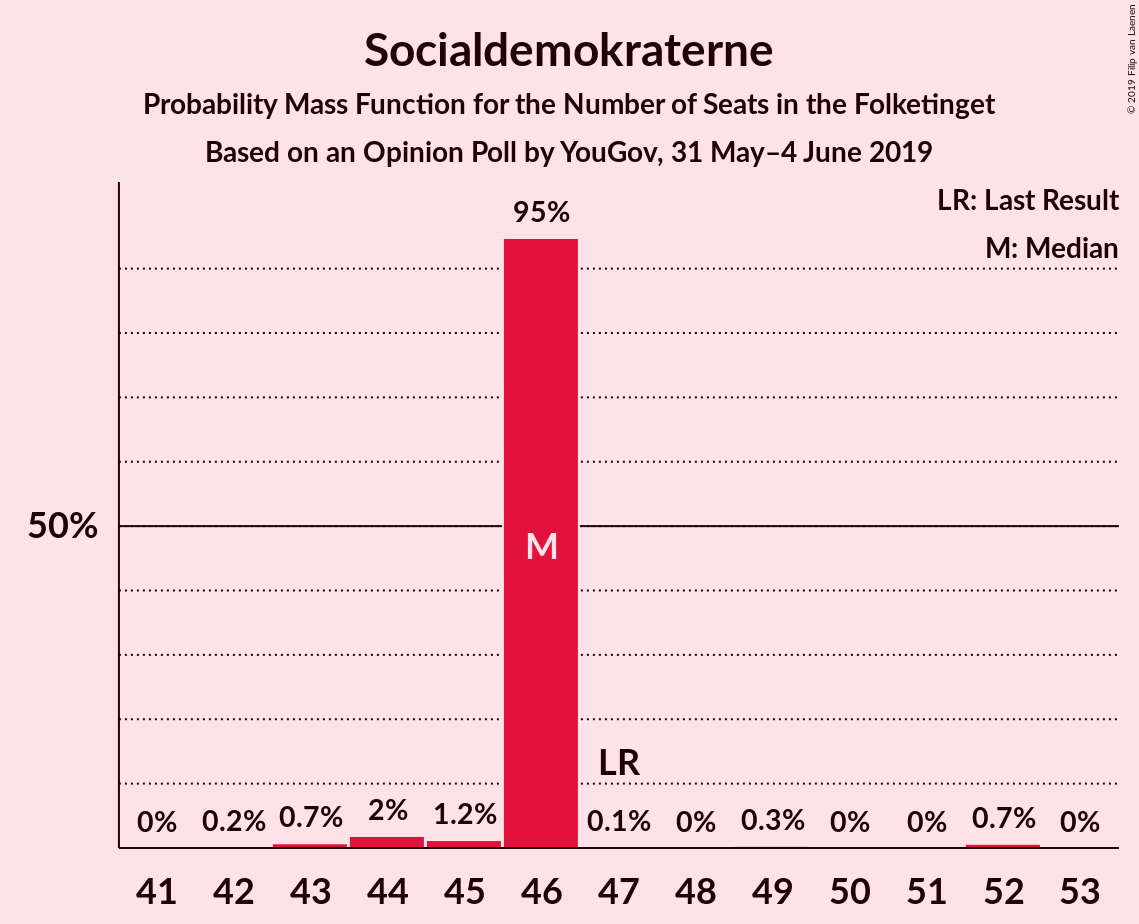 Socialdemokraterne
Probability Mass Function for the Number of Seats in the Folketinget
Based on an Opinion Poll by YouGov, 31 May–4 June 2019
© 2019 Filip van Laenen
LR: Last Result
M: Median
95%
50%
M
LR
0% 0.2% 0.7% 2% 1.2% 0.1% 0% 0.3% 0% 0% 0.7% 0%
41 42 43 44 45 46 47 48 49 50 51 52 53